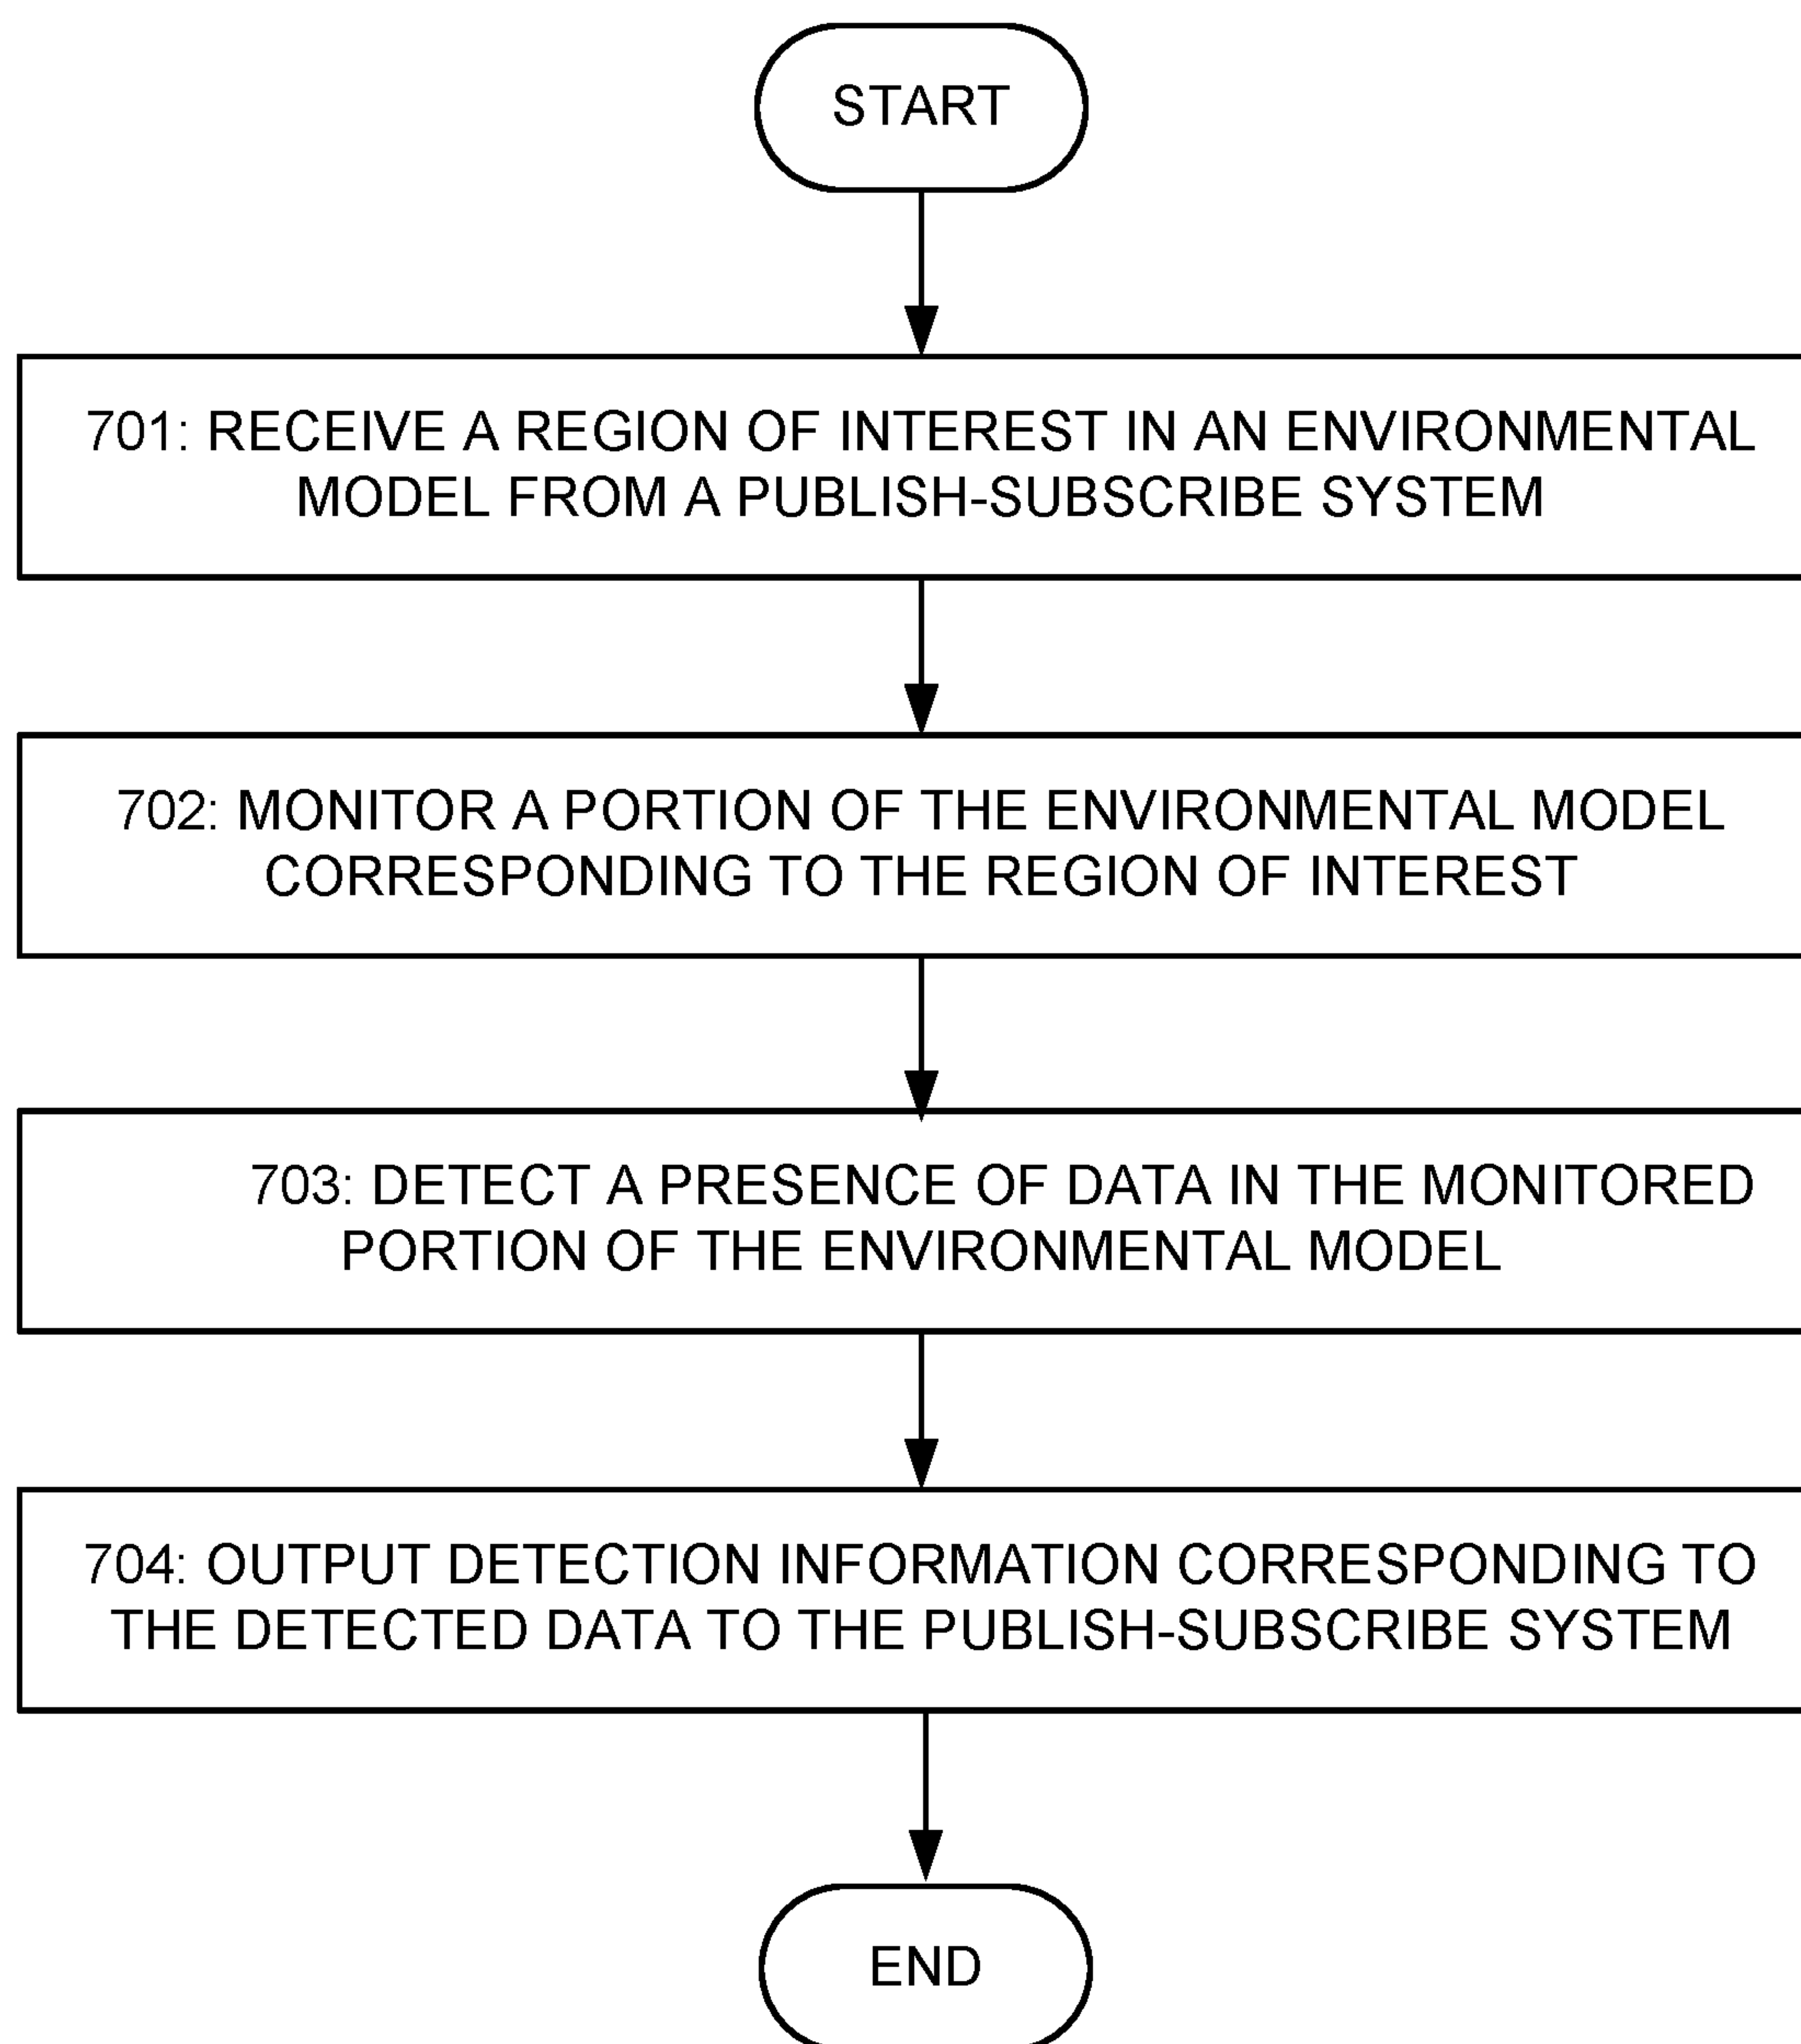 START
701: RECEIVE A REGION OF INTEREST IN AN ENVIRONMENTAL
MODEL FROM A PUBLISH-SUBSCRIBE SYSTEM
702: MONITOR A PORTION OF THE ENVIRONMENTAL MODEL
CORRESPONDING TO THE REGION OF INTEREST
703: DETECT A PRESENCE OF DATA IN THE MONITORED
PORTION OF THE ENVIRONMENTAL MODEL
704: OUTPUT DETECTION INFORMATION CORRESPONDING TO
THE DETECTED DATA TO THE PUBLISH-SUBSCRIBE SYSTEM
END